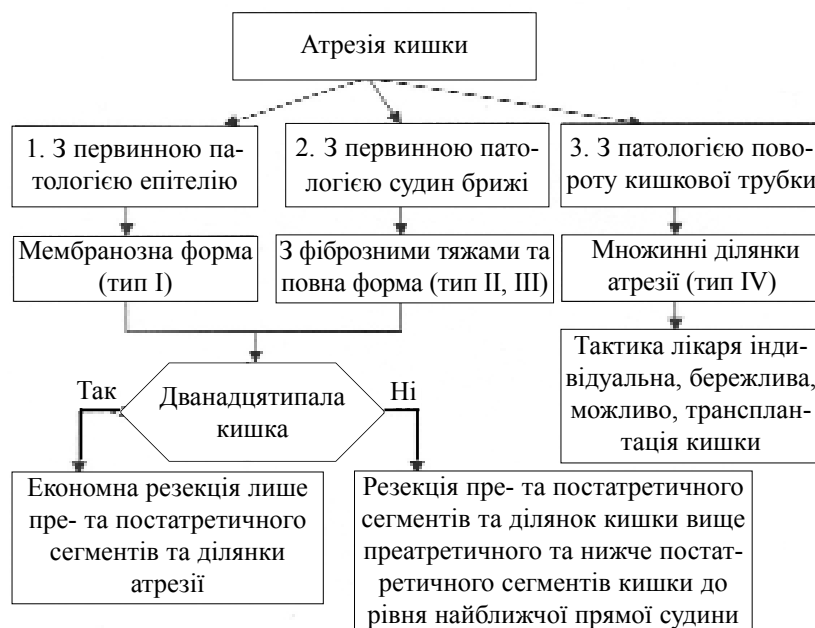 Атрезія кишки
1. З первинною па-
тологією епітелію
2. З первинною пато-
логією судин брижі
3. З патологією пово-
роту кишкової трубки
Мембранозна форма
(тип I)
З фіброзними тяжами та
повна форма (тип II, III)
Множинні ділянки
атрезії (тип IV)
Тактика лікаря інди-
відуальна, бережлива,
можливо, трансплан-
тація кишки
Так
Дванадцятипала
кишка
Ні
Економна резекція лише
пре- та постатретичного
сегментів та ділянки
атрезії
Резекція пре- та постатретичного
сегментів та ділянок кишки вище
преатретичного та нижче постат-
ретичного сегментів кишки до
рівня найближчої прямої судини